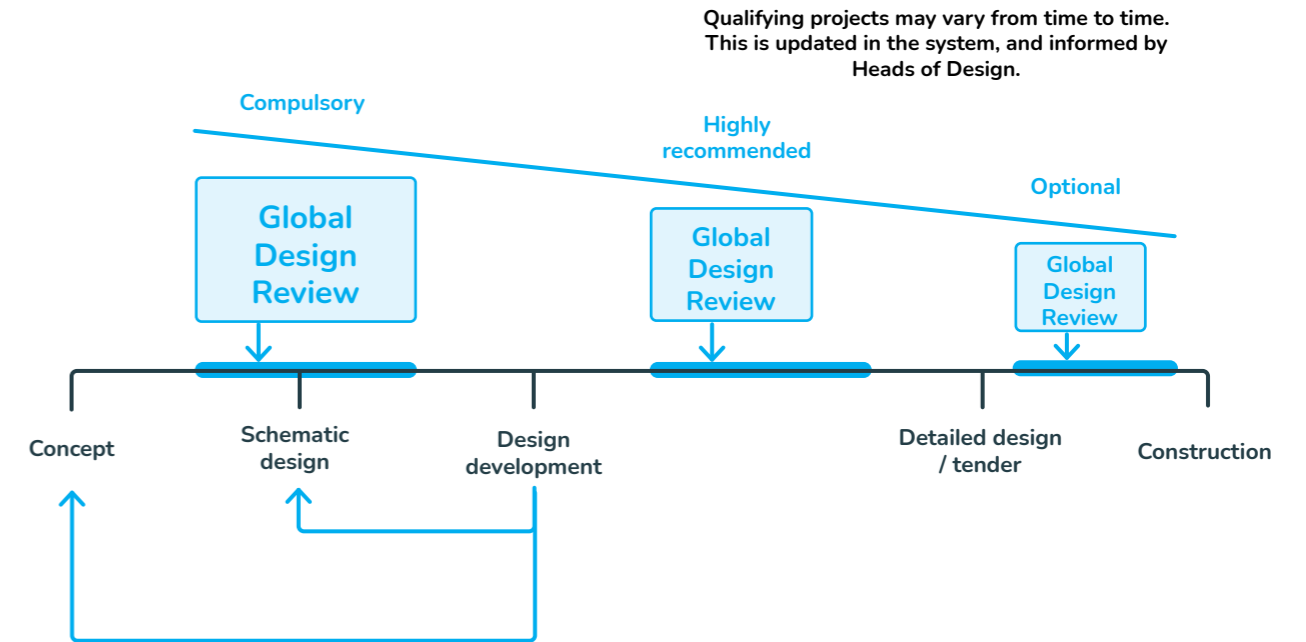 Qualifying projects may vary from time to time.
This is updated in the system, and informed by
Heads of Design.
Compulsory
Highly
recommended
Optional
Global
Design
Review
Global
Design
Review
Global
Design
Review
Concept
Schematic
design
Design
development
Detailed design
/ tender
Construction